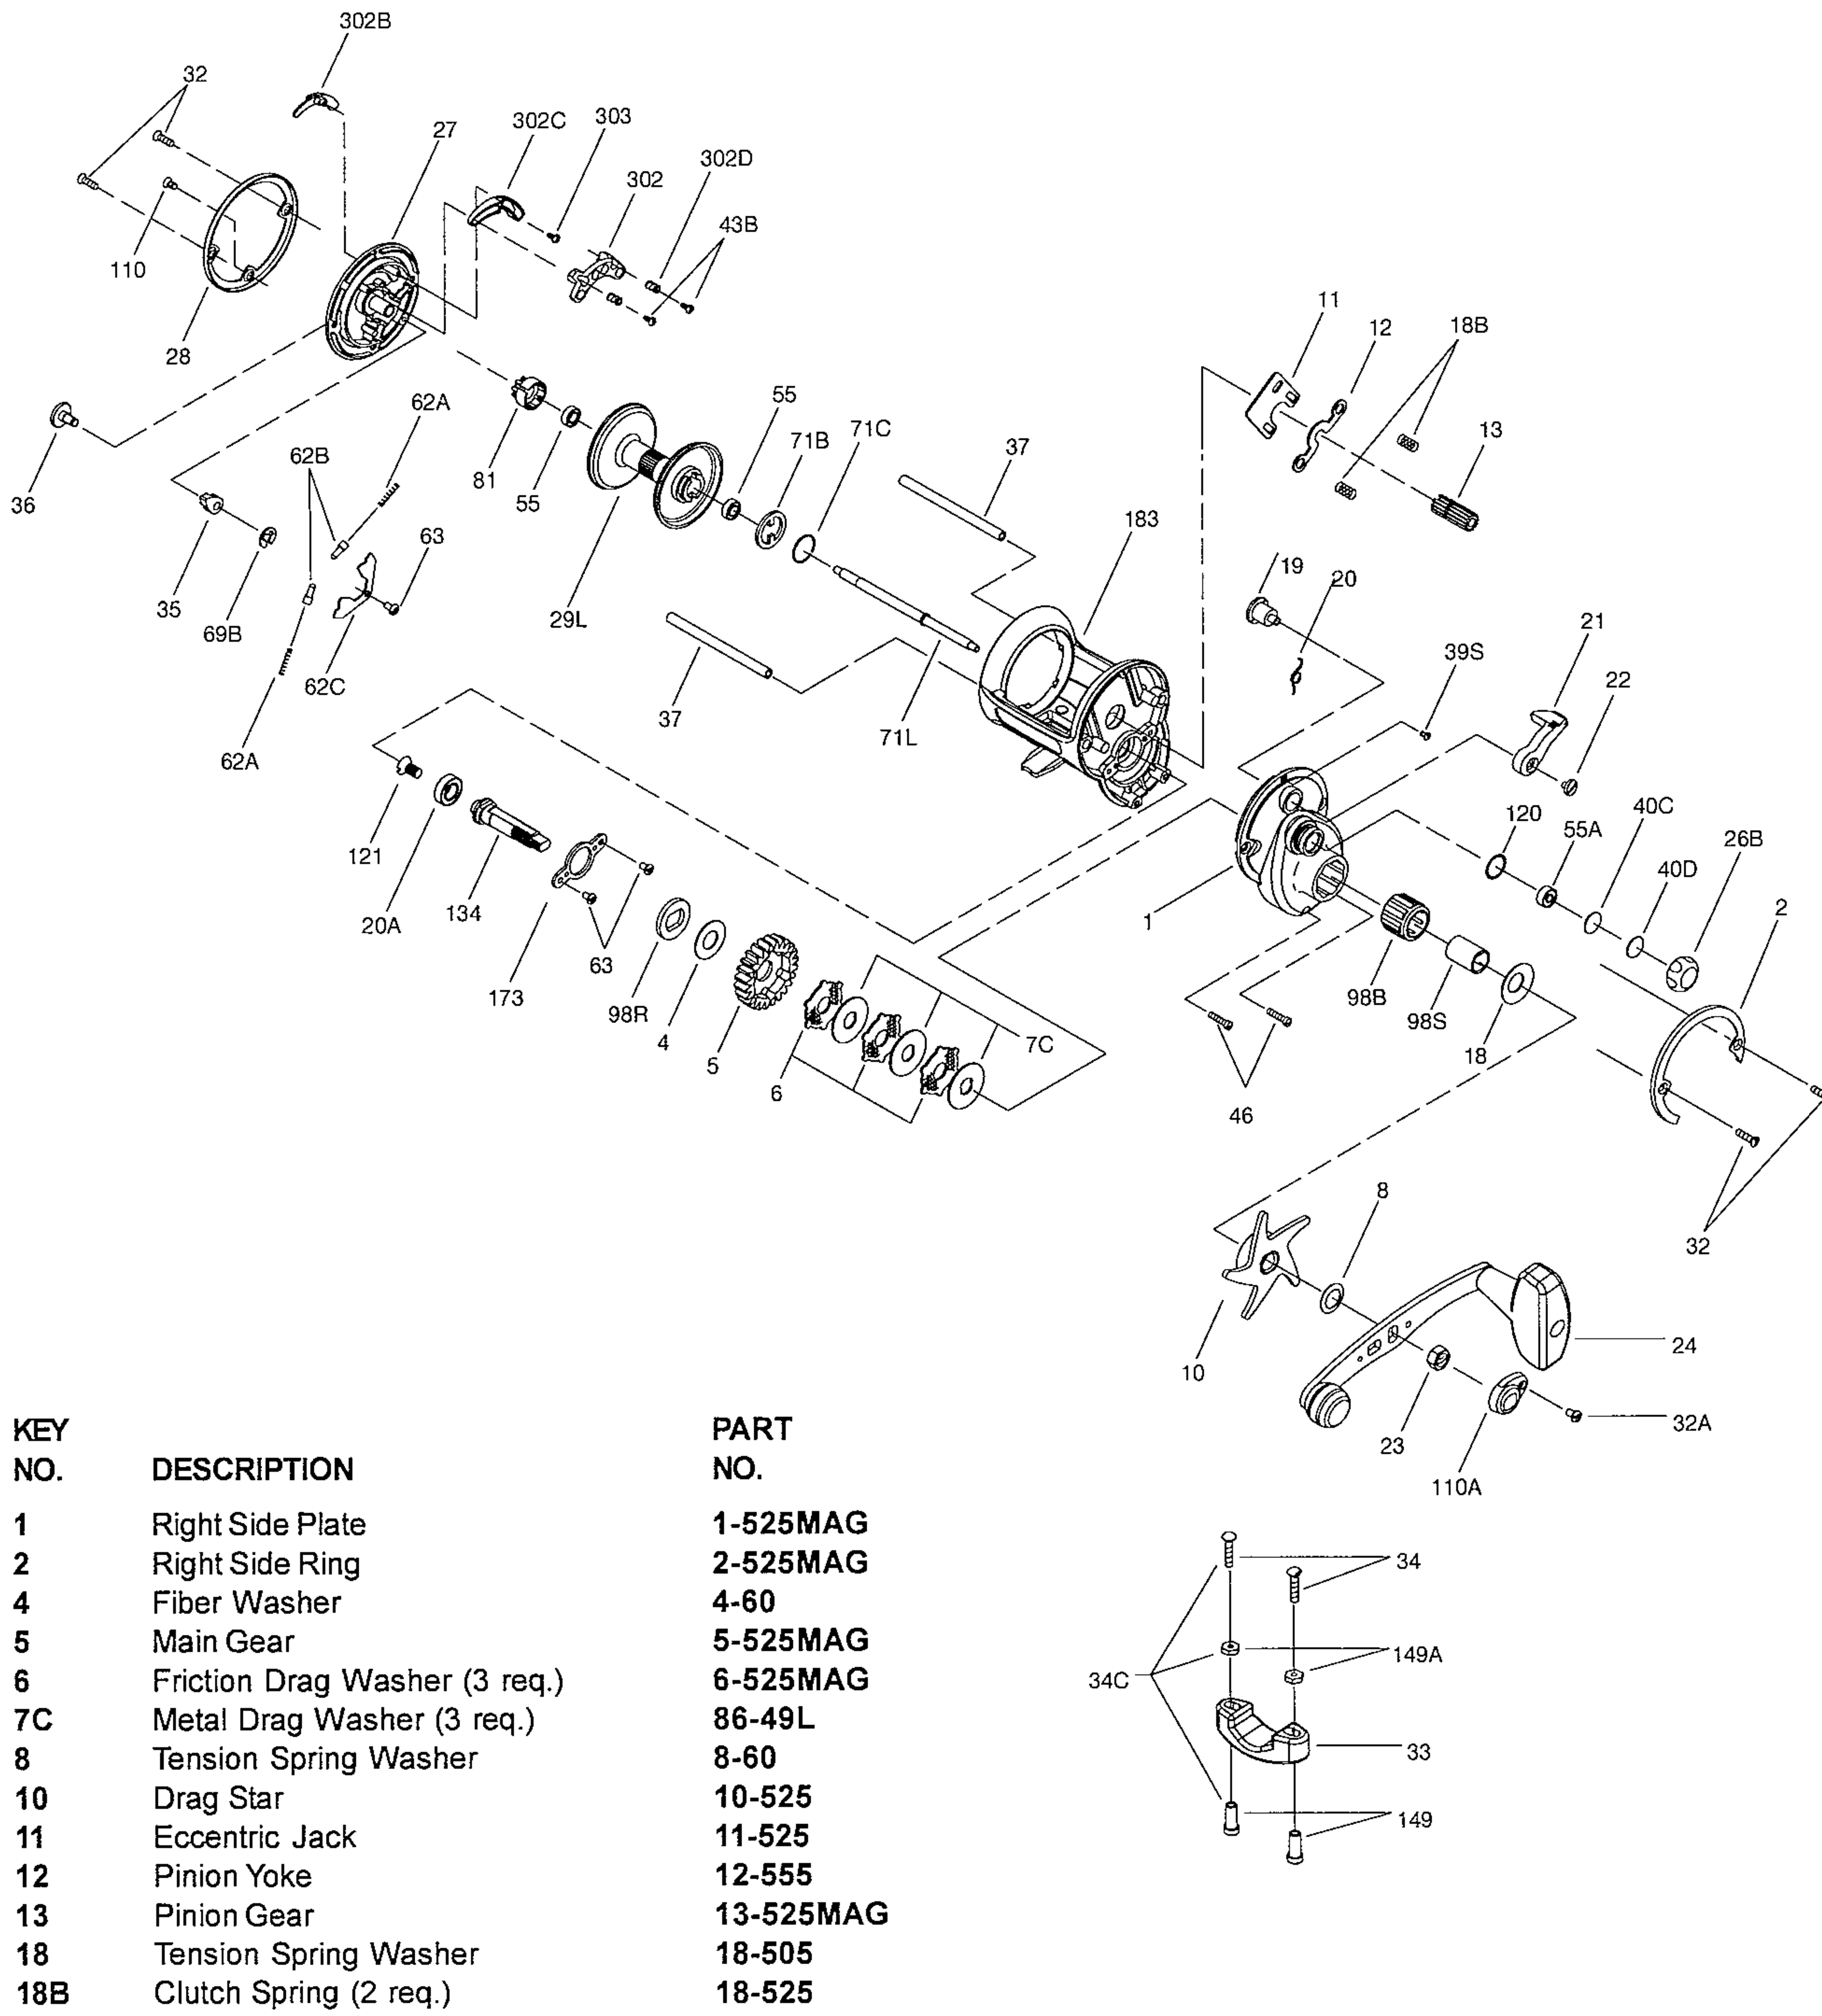 302B
32
27
302C
303
302D
302
43B
110
28
11
12
18B
13
36
62A
62B
81
55
55
71B
71C
37
183
19
20
21
22
39S
35
69B
63
62C
62A
29L
37
71L
121
20A
134
173
63
98R
4
5
6
7C
1
120
55A
40C
40D
26B
2
98B
98S
18
46
32
8
10
24
23
110A
32A
34
34C
149A
33
149
KEY PART
NO. DESCRIPTION NO.
1 Right Side Plate 1-525MAG
2 Right Side Ring 2-525MAG
4 Fiber Washer 4-60
5 Main Gear 5-525MAG
6 Friction Drag Washer (3 req.) 6-525MAG
7C Metal Drag Washer (3 req.) 86-49L
8 Tension Spring Washer 8-60
10 Drag Star 10-525
11 Eccentric Jack 11-525
12 Pinion Yoke 12-555
13 Pinion Gear 13-525MAG
18 Tension Spring Washer 18-505
18B Clutch Spring (2 req.) 18-525